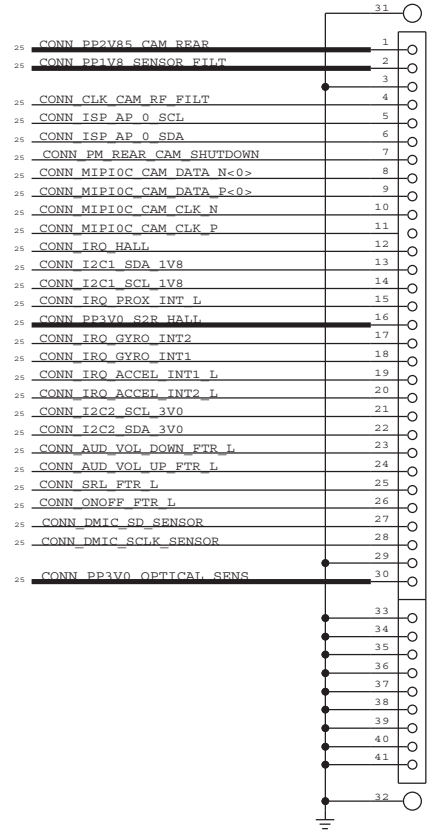 31
25 CONN_PP2V85_CAM_REAR 1
25 CONN_PP1V8_SENSOR_FILT 2
3
25 CONN_CLK_CAM_RF_FILT 4
25 CONN_ISP_AP_0_SCL 5
25 CONN_ISP_AP_0_SDA 6
25 CONN_PM_REAR_CAM_SHUTDOWN 7
25 CONN_MIPI0C_CAM_DATA_N<0> 8
25 CONN_MIPI0C_CAM_DATA_P<0> 9
25 CONN_MIPI0C_CAM_CLK_N 10
25 CONN_MIPI0C_CAM_CLK_P 11
25 CONN_IRQ_HALL 12
25 CONN_I2C1_SDA_1V8 13
25 CONN_I2C1_SCL_1V8 14
25 CONN_IRQ_PROX_INT_L 15
25 CONN_PP3V0_S2R_HALL 16
25 CONN_IRQ_GYRO_INT2 17
25 CONN_IRQ_GYRO_INT1 18
25 CONN_IRQ_ACCEL_INT1_L 19
25 CONN_IRQ_ACCEL_INT2_L 20
25 CONN_I2C2_SCL_3V0 21
25 CONN_I2C2_SDA_3V0 22
25 CONN_AUD_VOL_DOWN_FTR_L 23
25 CONN_AUD_VOL_UP_FTR_L 24
25 CONN_SRL_FTR_L 25
25 CONN_ONOFF_FTR_L 26
25 CONN_DMIC_SD_SENSOR 27
25 CONN_DMIC_SCLK_SENSOR 28
29
25 CONN_PP3V0_OPTICAL_SENS 30
33
34
35
36
37
38
39
40
41
32